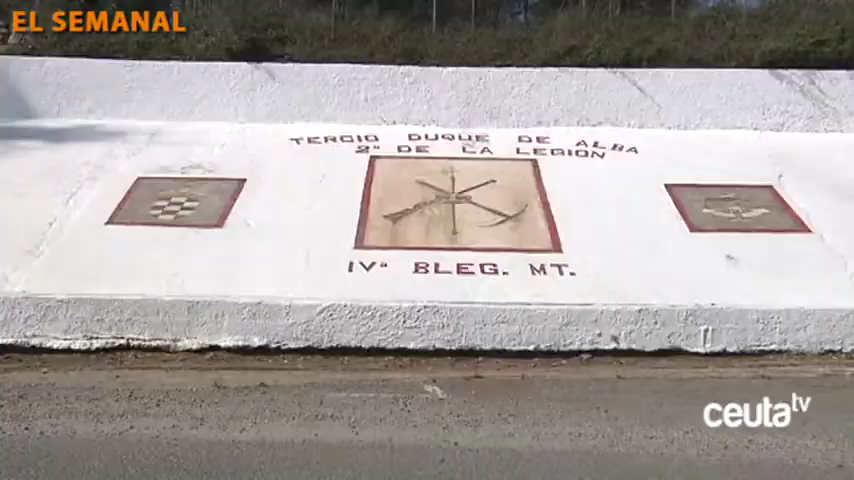 EL SEMANAL
TERCIO DUQUE DE ALBA
2º DE LA LEGION
IVª BLEG. MT.
ceuta tv